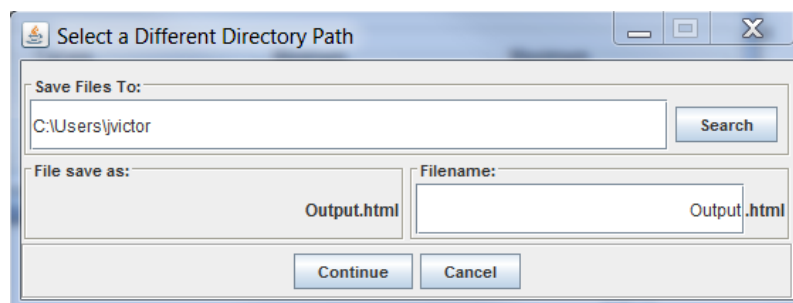 Select a Different Directory Path
Save Files To:
C:\Users\jvictor
Search
File save as:
Output.html
Filename:
Output .html
Continue
Cancel